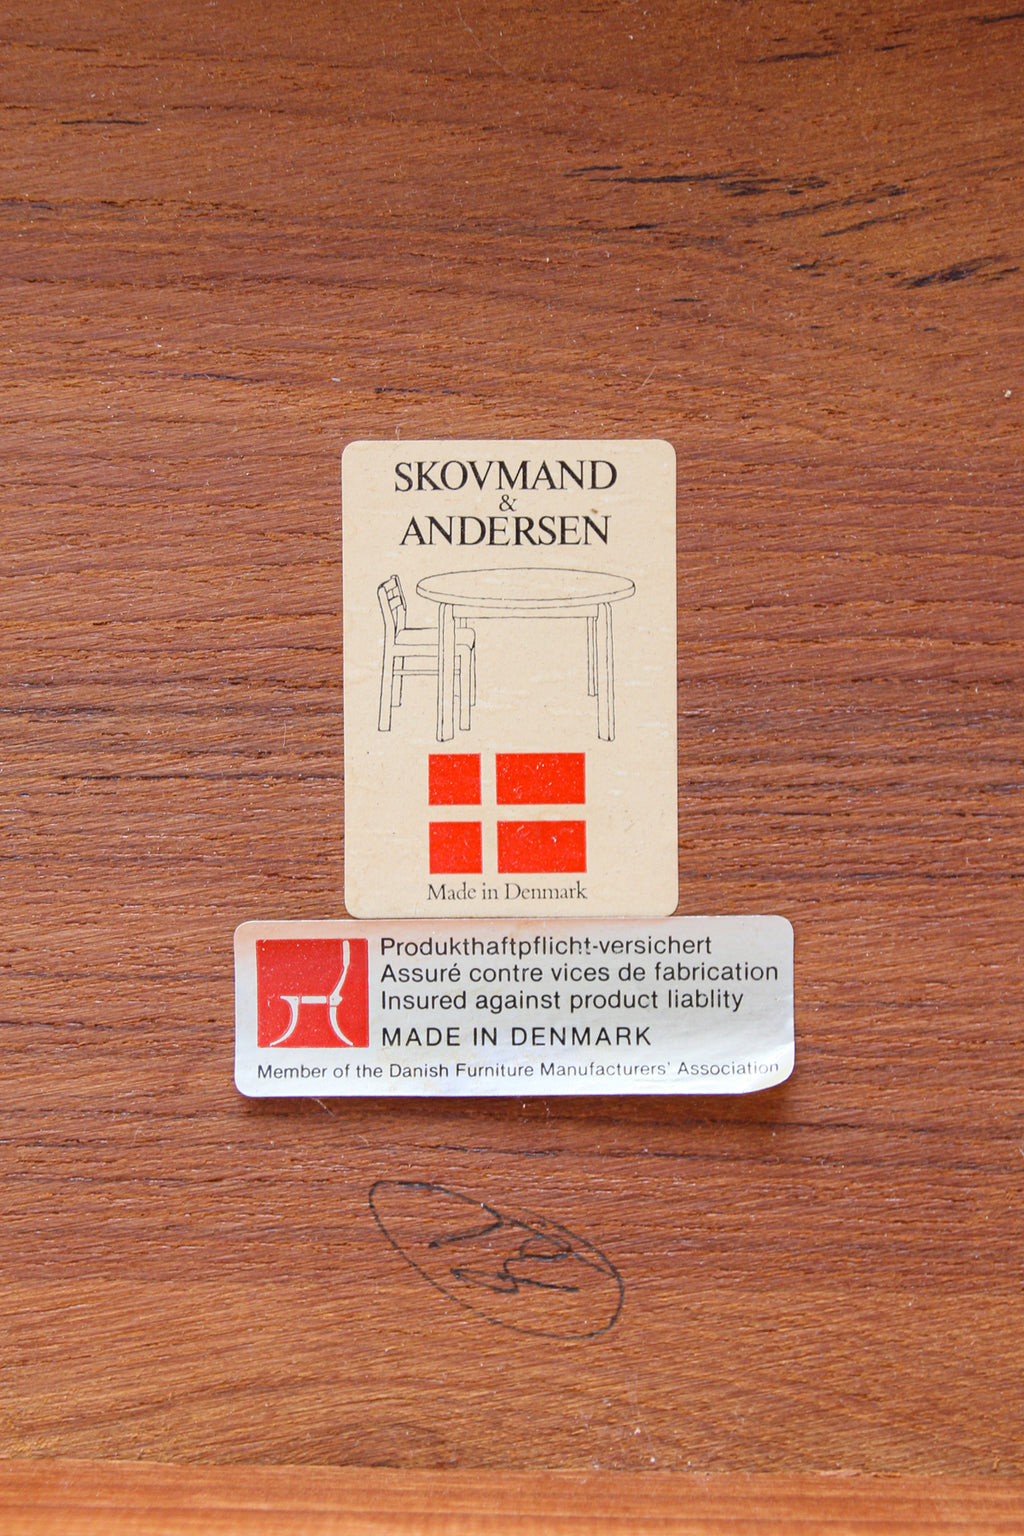 SKOVMAND
&
ANDERSEN
Made in Denmark
Produkthaftpflicht-versichert
Assuré contre vices de fabrication
Insured against product liablity
MADE IN DENMARK
Member of the Danish Furniture Manufacturers' Association